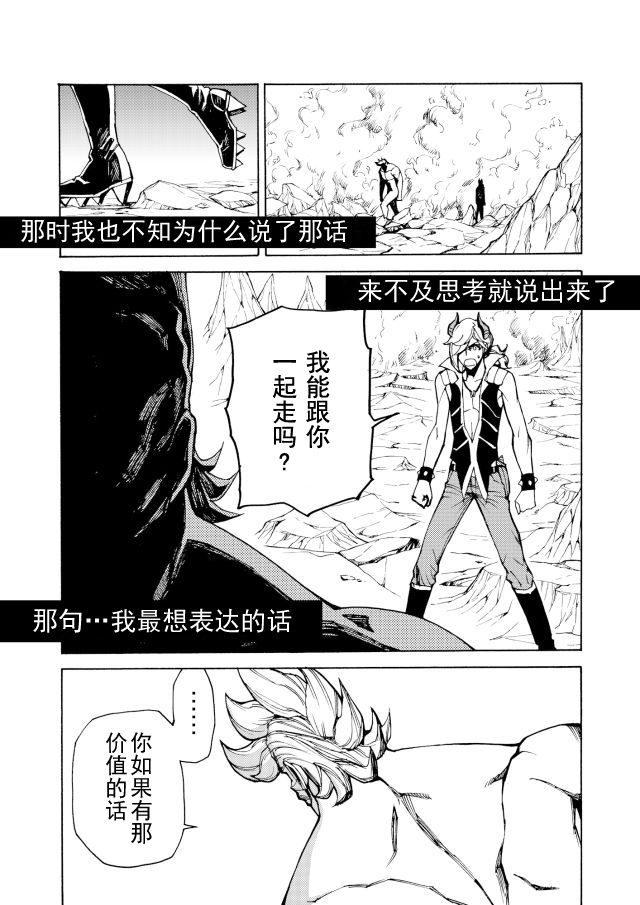 那时我也不知为什么说了那话
来不及思考就说出来了
我能跟你
一起走吗?
那句···我最想表达的话
······
你如果有那
价值的话